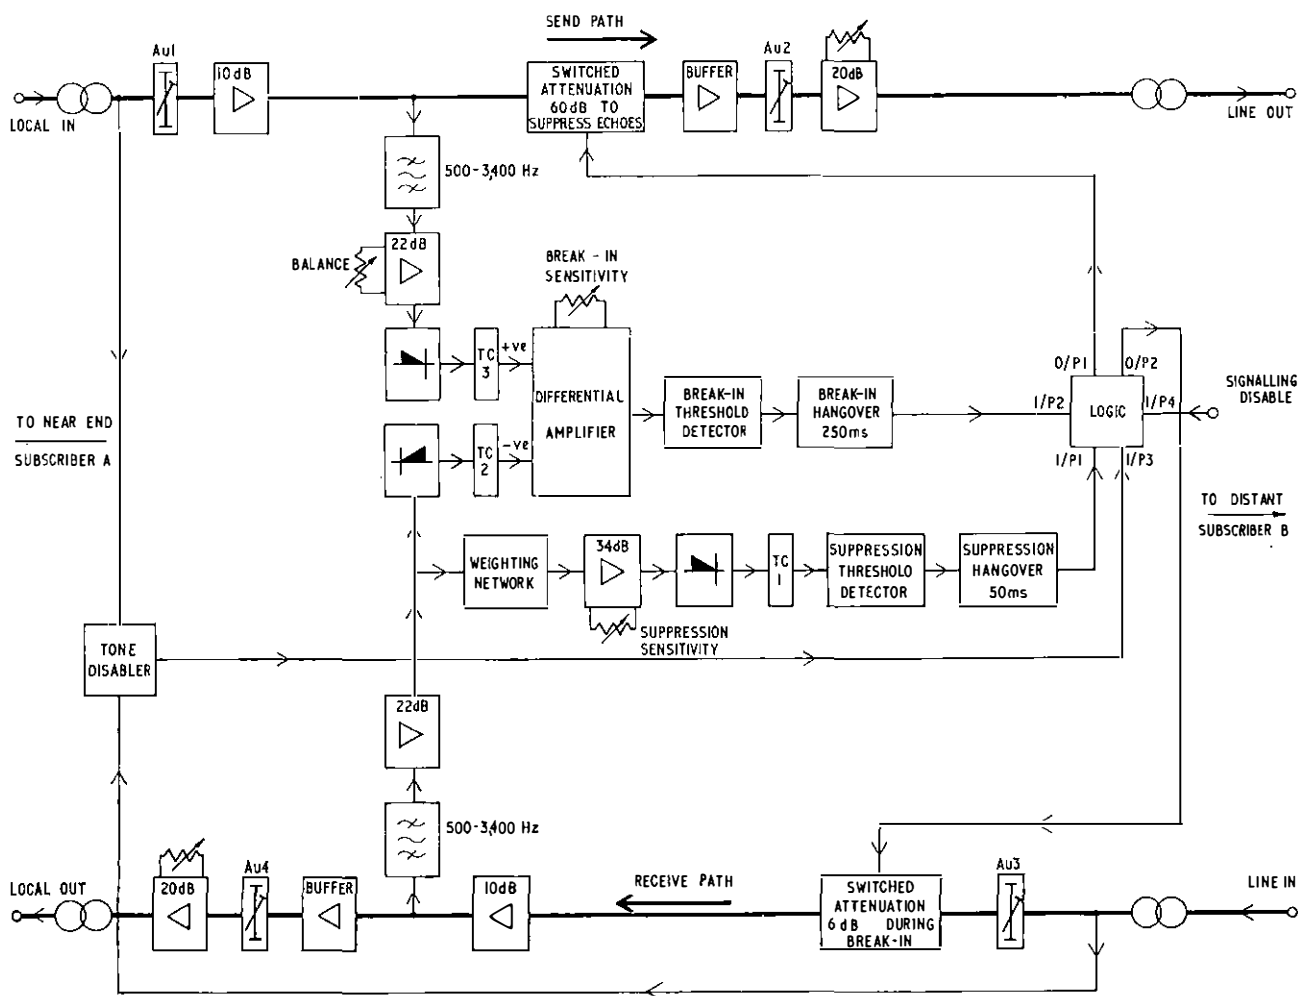 SEND PATH
Au1
10dB
LOCAL IN
SWITCHED
ATTENUATION
60dB TO
SUPPRESS ECHOES
BUFFER
Au2
20dB
LINE OUT
500-3,400 Hz
22dB
BALANCE
BREAK-IN
SENSITIVITY
TC
3
+ve
DIFFERENTIAL
AMPLIFIER
TC
2
-ve
BREAK-IN
THRESHOLD
DETECTOR
BREAK-IN
HANGOVER
250ms
O/P1
O/P2
I/P2
LOGIC
I/P4
I/P1
I/P3
SIGNALLING
DISABLE
TO NEAR END
SUBSCRIBER A
TO DISTANT
SUBSCRIBER B
WEIGHTING
NETWORK
34dB
SUPPRESSION
SENSITIVITY
TC
1
SUPPRESSION
THRESHOLD
DETECTOR
SUPPRESSION
HANGOVER
50ms
TONE
DISABLER
22dB
500-3,400 Hz
LOCAL OUT
20dB
Au4
BUFFER
10dB
RECEIVE PATH
SWITCHED
ATTENUATION
6dB DURING
BREAK-IN
Au3
LINE IN